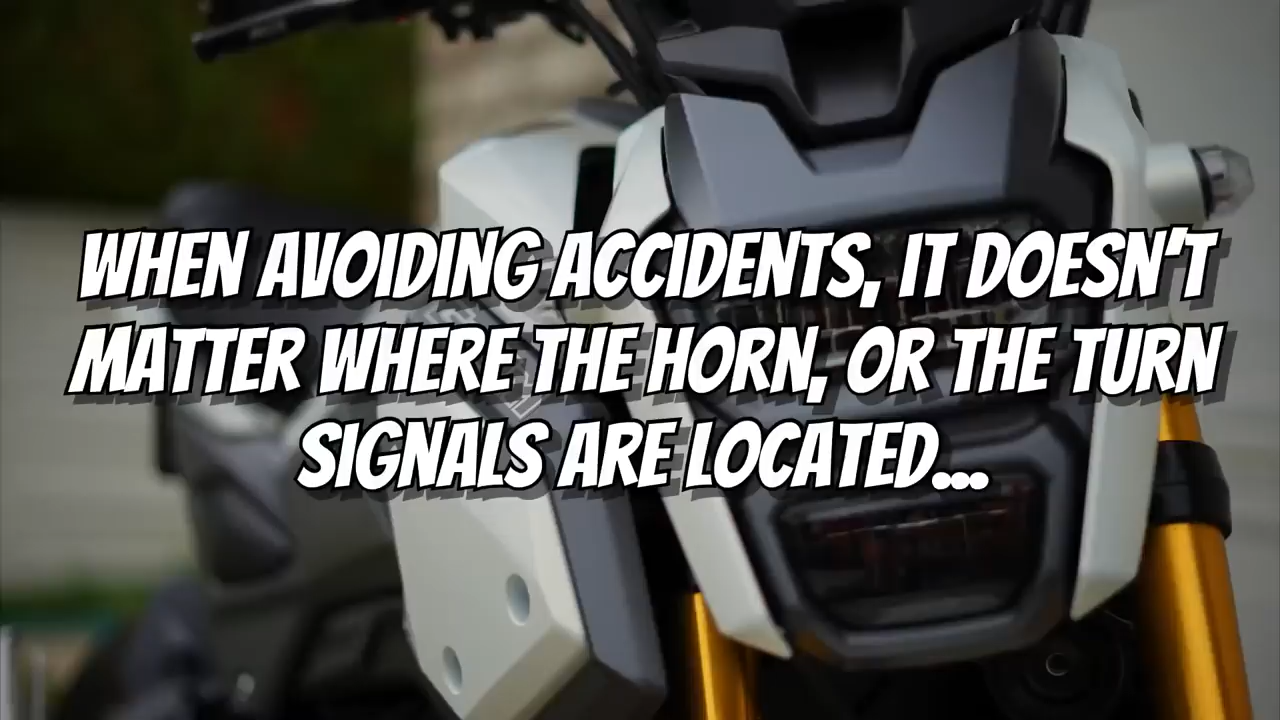 WHEN AVOIDING ACCIDENTS, IT DOESN'T
MATTER WHERE THE HORN, OR THE TURN
SIGNALS ARE LOCATED...